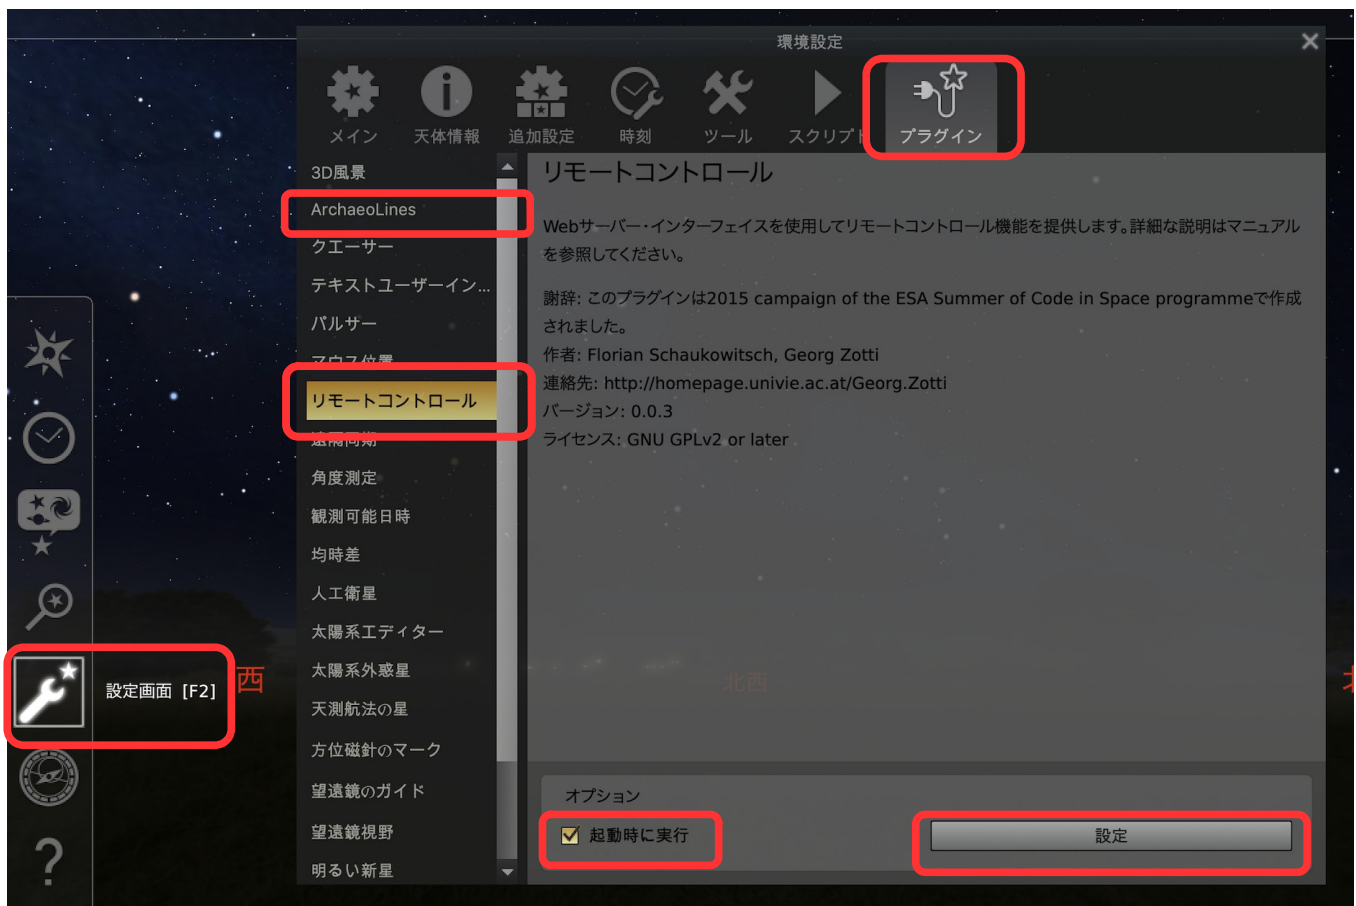 環境設定
メイン
天体情報
追加設定
時刻
ツール
スクリプト
プラグイン
3D風景
ArchaeoLines
クエーサー
テキストユーザーイン...
パルサー
マウス位置
リモートコントロール
遠隔同期
角度測定
観測可能日時
均時差
人工衛星
太陽系エディター
太陽系外惑星
天測航法の星
方位磁針のマーク
望遠鏡のガイド
望遠鏡視野
明るい新星
リモートコントロール
Webサーバー・インターフェイスを使用してリモートコントロール機能を提供します。詳細な説明はマニュアル
を参照してください。
謝辞: このプラグインは2015 campaign of the ESA Summer of Code in Space programmeで作成
されました。
作者: Florian Schaukowitsch, Georg Zotti
連絡先: http://homepage.univie.ac.at/Georg.Zotti
バージョン: 0.0.3
ライセンス: GNU GPLv2 or later
オプション
起動時に実行
設定
設定画面 [F2]
西
北西